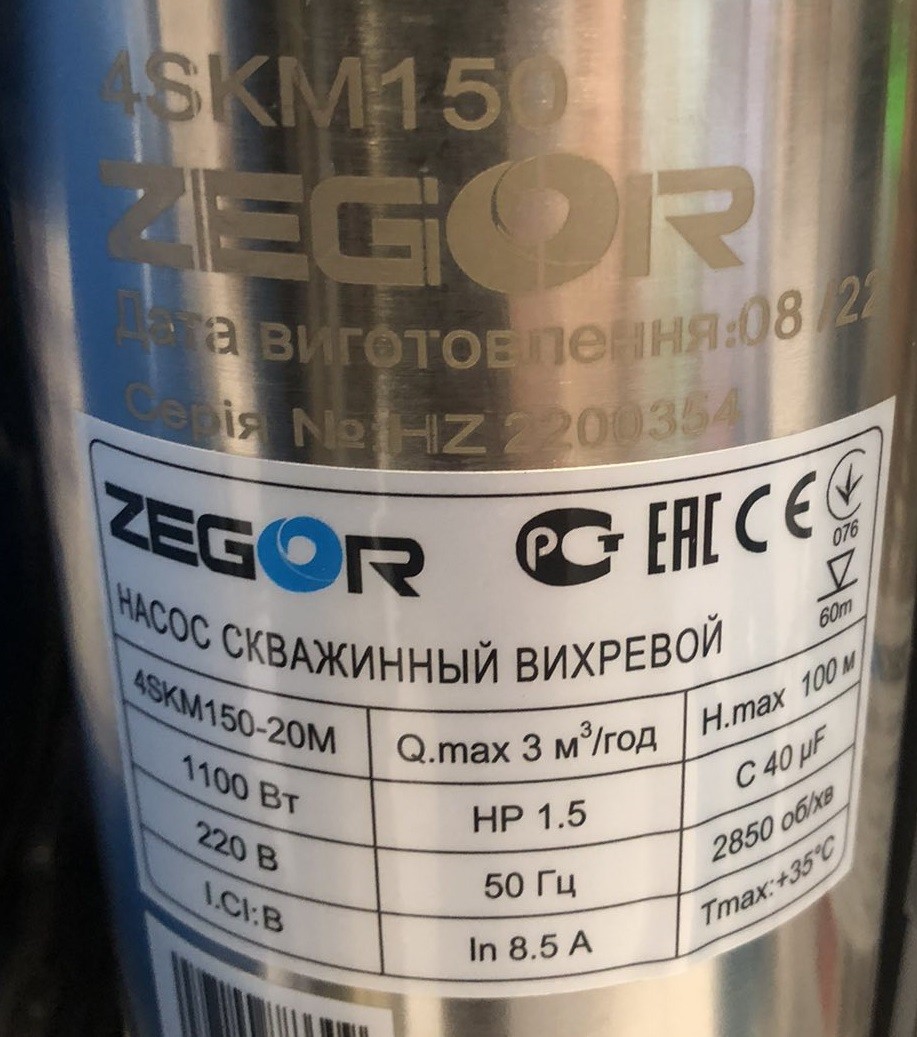 4SKM150
ZEGOR
Дата виготовлення:08 /22
Серія №:HZ 2200354
ZEGOR РСТ EAC CE
076
60m
НАСОС СКВАЖИННЫЙ ВИХРЕВОЙ
4SKM150-20M Q.max 3 м³/год H.max 100 м
1100 Вт HP 1.5 C 40 µF
220 В 50 Гц 2850 об/хв
I.Cl:B In 8.5 A Tmax:+35°C